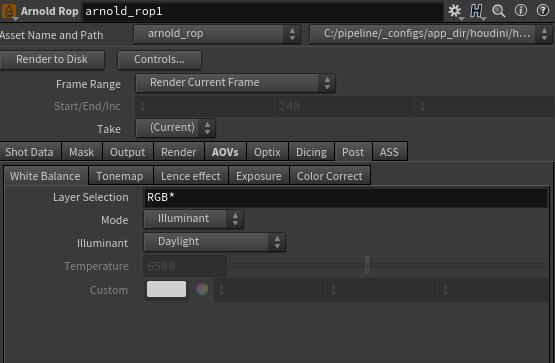 Arnold Rop arnold_rop1
Asset Name and Path arnold_rop C:/pipeline/_configs/app_dir/houdini/h...
Render to Disk Controls...
Frame Range Render Current Frame
Start/End/Inc 1 240 1
Take (Current)
Shot Data Mask Output Render AOVs Optix Dicing Post ASS
White Balance Tonemap Lence effect Exposure Color Correct
Layer Selection RGB*
Mode Illuminant
Illuminant Daylight
Temperature 6500
Custom 1 1 1